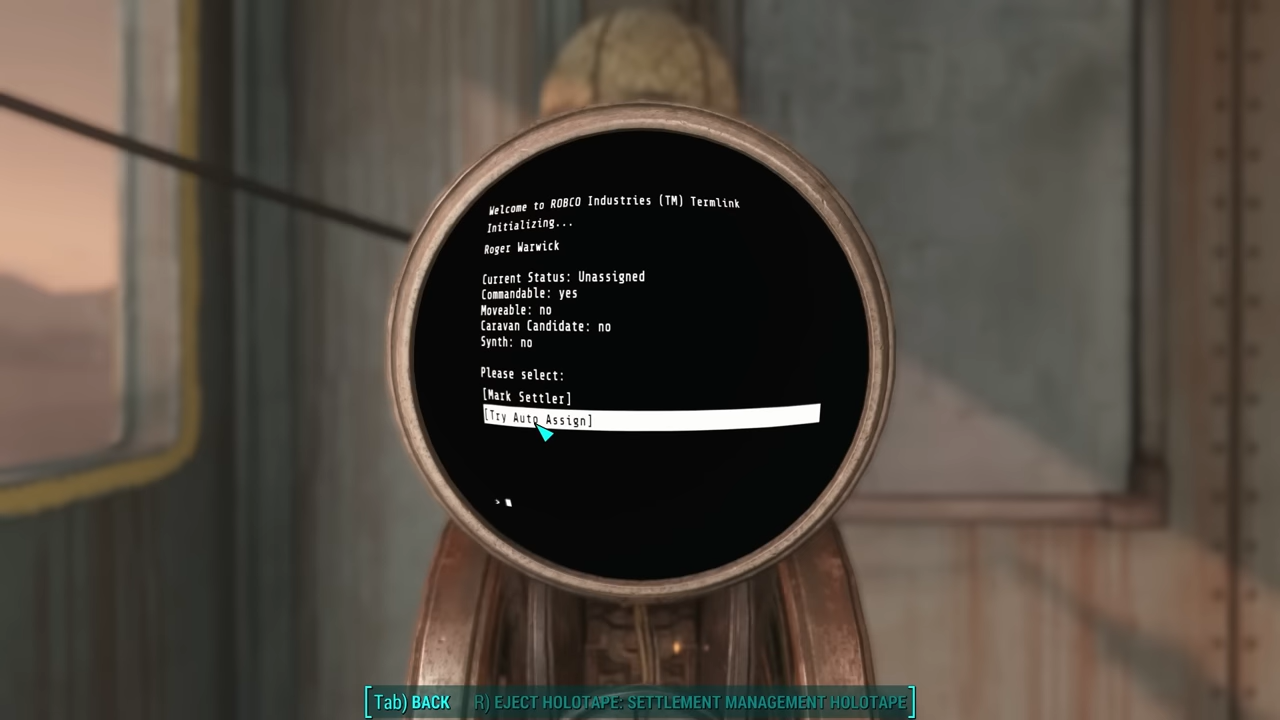 Welcome to ROBCO Industries (TM) Termlink
Initializing...
Roger Warwick
Current Status: Unassigned
Commandable: yes
Moveable: no
Caravan Candidate: no
Synth: no
Please select:
[Mark Settler]
[Try Auto Assign]
>
Tab) BACK R) EJECT HOLOTAPE: SETTLEMENT MANAGEMENT HOLOTAPE